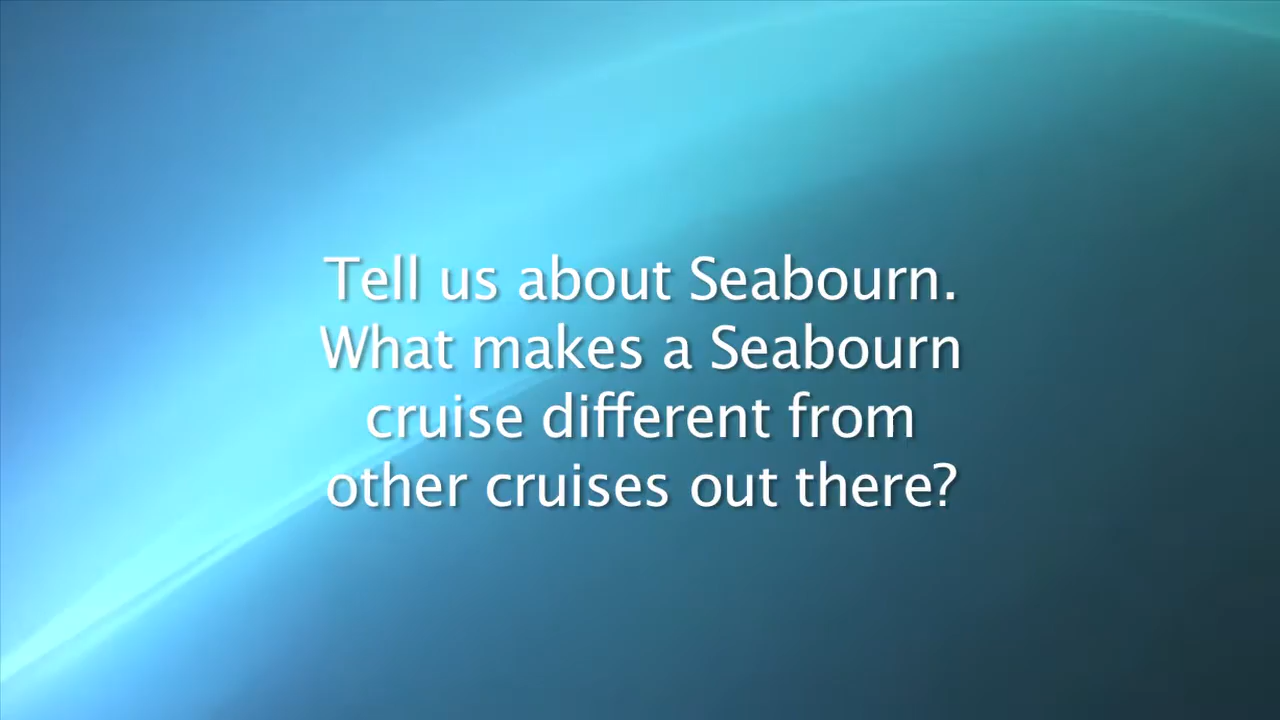 Tell us about Seabourn.
What makes a Seabourn
cruise different from
other cruises out there?